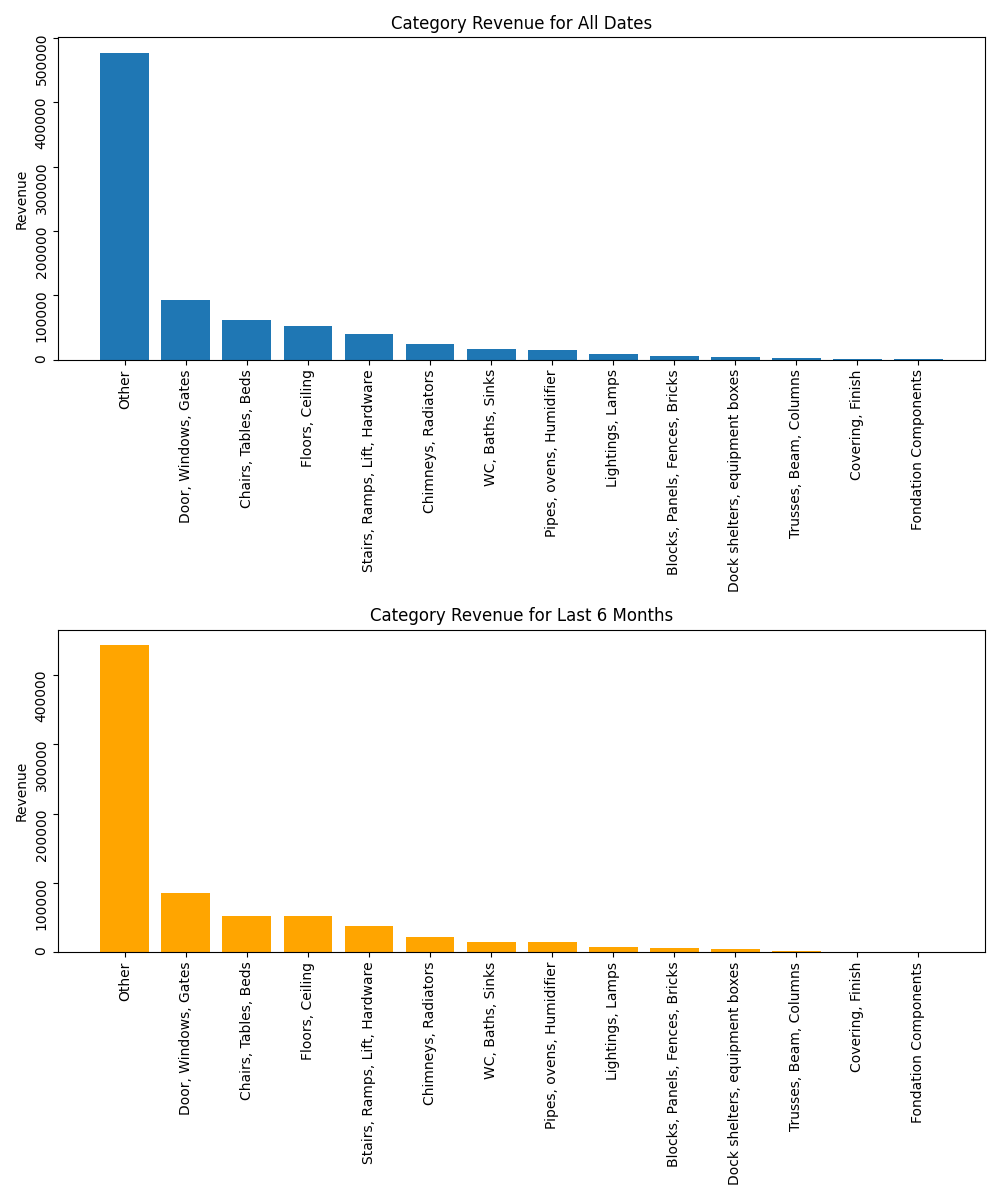 Category Revenue for All Dates
Revenue
500000
400000
300000
200000
100000
0
Other
Door, Windows, Gates
Chairs, Tables, Beds
Floors, Ceiling
Stairs, Ramps, Lift, Hardware
Chimneys, Radiators
WC, Baths, Sinks
Pipes, ovens, Humidifier
Lightings, Lamps
Blocks, Panels, Fences, Bricks
Dock shelters, equipment boxes
Trusses, Beam, Columns
Covering, Finish
Fondation Components
Category Revenue for Last 6 Months
Revenue
400000
300000
200000
100000
0
Other
Door, Windows, Gates
Chairs, Tables, Beds
Floors, Ceiling
Stairs, Ramps, Lift, Hardware
Chimneys, Radiators
WC, Baths, Sinks
Pipes, ovens, Humidifier
Lightings, Lamps
Blocks, Panels, Fences, Bricks
Dock shelters, equipment boxes
Trusses, Beam, Columns
Covering, Finish
Fondation Components